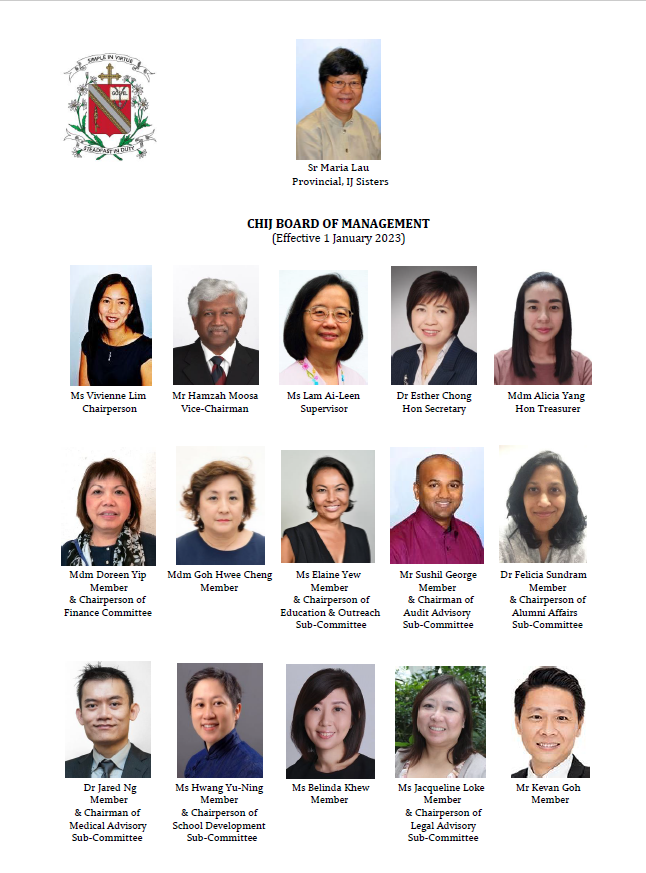 SIMPLE IN VIRTUE
STEADFAST IN DUTY
Sr Maria Lau
Provincial, IJ Sisters
CHIJ BOARD OF MANAGEMENT
(Effective 1 January 2023)
Ms Vivienne Lim
Chairperson
Mr Hamzah Moosa
Vice-Chairman
Ms Lam Ai-Leen
Supervisor
Dr Esther Chong
Hon Secretary
Mdm Alicia Yang
Hon Treasurer
Mdm Doreen Yip
Member
& Chairperson of
Finance Committee
Mdm Goh Hwee Cheng
Member
Ms Elaine Yew
Member
& Chairperson of
Education & Outreach
Sub-Committee
Mr Sushil George
Member
& Chairman of
Audit Advisory
Sub-Committee
Dr Felicia Sundram
Member
& Chairperson of
Alumni Affairs
Sub-Committee
Dr Jared Ng
Member
& Chairman of
Medical Advisory
Sub-Committee
Ms Hwang Yu-Ning
Member
& Chairperson of
School Development
Sub-Committee
Ms Belinda Khew
Member
Ms Jacqueline Loke
Member
& Chairperson of
Legal Advisory
Sub-Committee
Mr Kevan Goh
Member